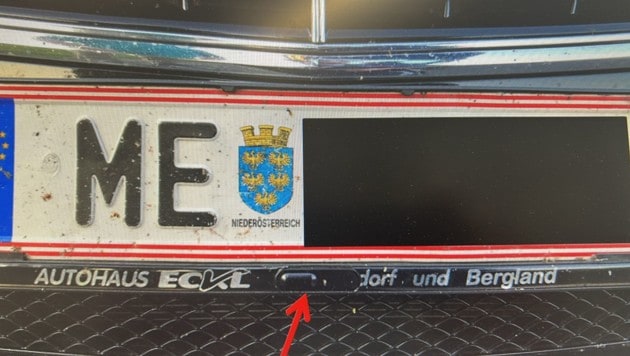 ME
NIEDERÖSTERREICH
AUTOHAUS ECKL dorf und Bergland